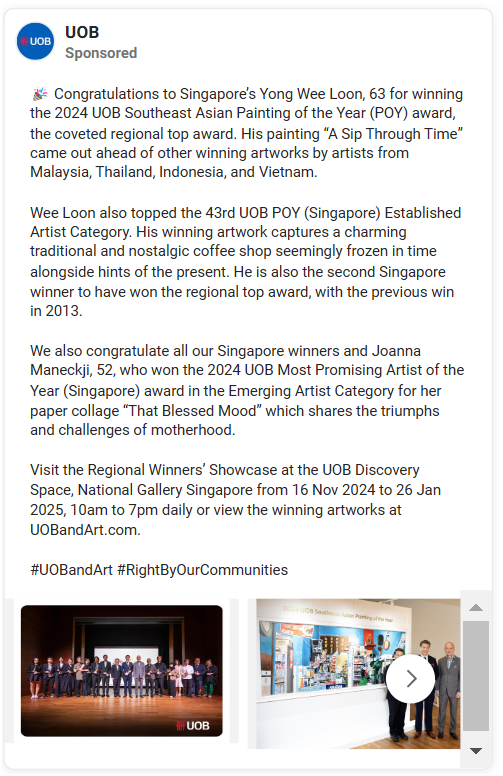 UOB
UOB
Sponsored
🎉 Congratulations to Singapore’s Yong Wee Loon, 63 for winning
the 2024 UOB Southeast Asian Painting of the Year (POY) award,
the coveted regional top award. His painting “A Sip Through Time”
came out ahead of other winning artworks by artists from
Malaysia, Thailand, Indonesia, and Vietnam.
Wee Loon also topped the 43rd UOB POY (Singapore) Established
Artist Category. His winning artwork captures a charming
traditional and nostalgic coffee shop seemingly frozen in time
alongside hints of the present. He is also the second Singapore
winner to have won the regional top award, with the previous win
in 2013.
We also congratulate all our Singapore winners and Joanna
Maneckji, 52, who won the 2024 UOB Most Promising Artist of the
Year (Singapore) award in the Emerging Artist Category for her
paper collage “That Blessed Mood” which shares the triumphs
and challenges of motherhood.
Visit the Regional Winners’ Showcase at the UOB Discovery
Space, National Gallery Singapore from 16 Nov 2024 to 26 Jan
2025, 10am to 7pm daily or view the winning artworks at
UOBandArt.com.
#UOBandArt #RightByOurCommunities
2024 UOB Southeast Asian Painting of the Year
UOB